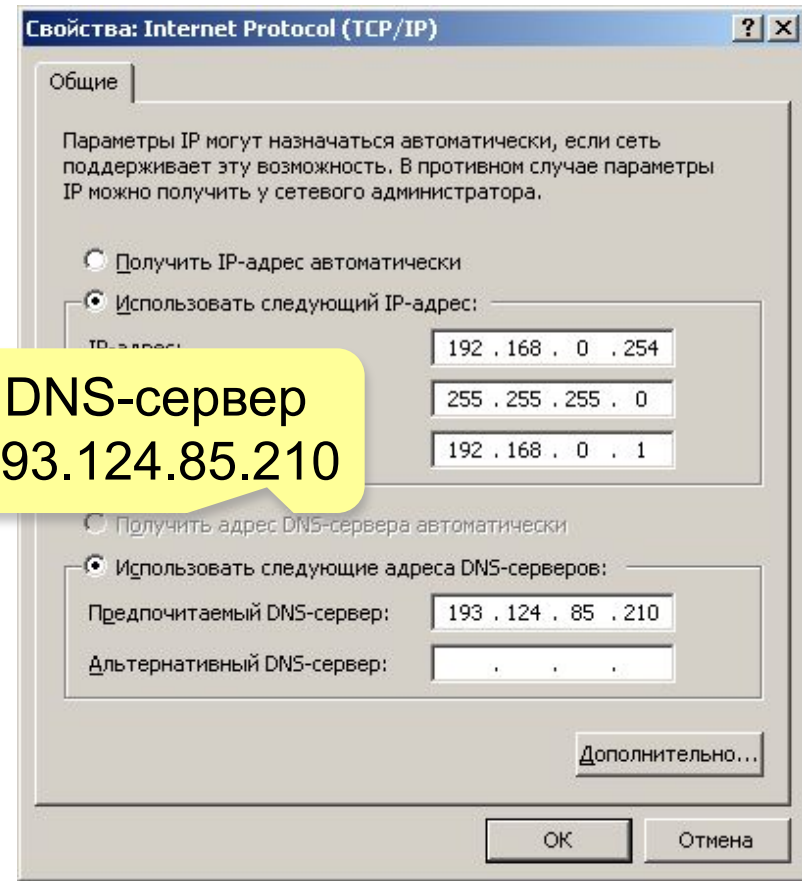 Свойства: Internet Protocol (TCP/IP)
Общие
Параметры IP могут назначаться автоматически, если сеть
поддерживает эту возможность. В противном случае параметры
IP можно получить у сетевого администратора.
Получить IP-адрес автоматически
Использовать следующий IP-адрес:
IP-адрес:
192 . 168 . 0 . 254
DNS-сервер
93.124.85.210
255 . 255 . 255 . 0
192 . 168 . 0 . 1
Получить адрес DNS-сервера автоматически
Использовать следующие адреса DNS-серверов:
Предпочитаемый DNS-сервер: 193 . 124 . 85 . 210
Альтернативный DNS-сервер: . . .
Дополнительно...
ОК
Отмена